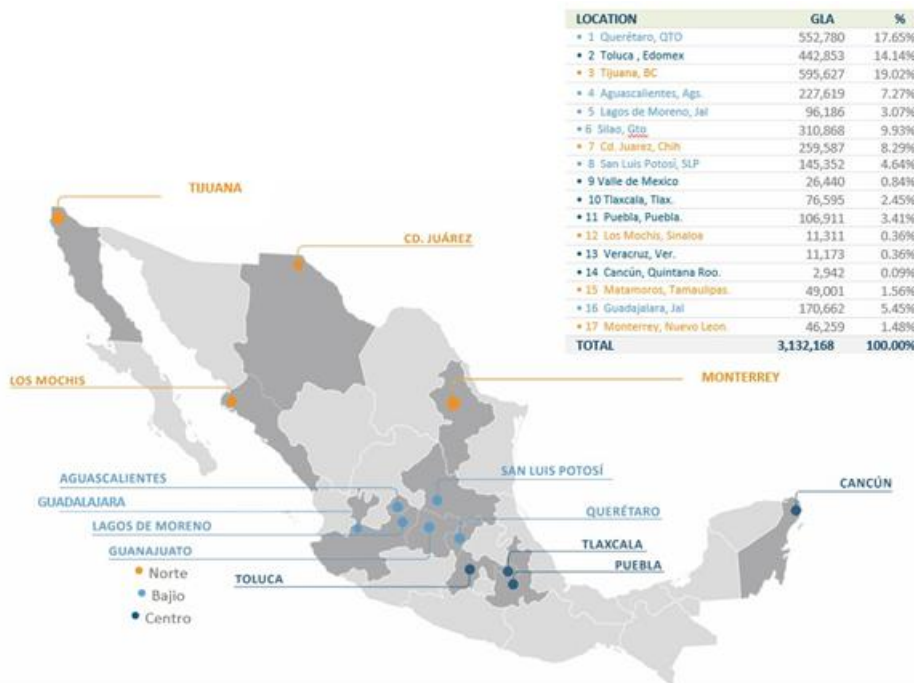 LOCATION GLA %
• 1 Querétaro, QTO 552,780 17.65%
• 2 Toluca , Edomex 442,853 14.14%
• 3 Tijuana, BC 595,627 19.02%
• 4 Aguascalientes, Ags. 227,619 7.27%
• 5 Lagos de Moreno, Jal 96,186 3.07%
• 6 Silao, Gto 310,868 9.93%
• 7 Cd. Juarez, Chih 259,587 8.29%
• 8 San Luis Potosí, SLP 145,352 4.64%
• 9 Valle de Mexico 26,440 0.84%
• 10 Tlaxcala, Tlax. 76,595 2.45%
• 11 Puebla, Puebla. 106,911 3.41%
• 12 Los Mochis, Sinaloa 11,311 0.36%
• 13 Veracruz, Ver. 11,173 0.36%
• 14 Cancún, Quintana Roo. 2,942 0.09%
• 15 Matamoros, Tamaulipas. 49,001 1.56%
• 16 Guadalajara, Jal 170,662 5.45%
• 17 Monterrey, Nuevo Leon. 46,259 1.48%
TOTAL 3,132,168 100.00%
TIJUANA
CD. JUÁREZ
LOS MOCHIS
MONTERREY
AGUASCALIENTES
SAN LUIS POTOSÍ
GUADALAJARA
CANCÚN
LAGOS DE MORENO
QUERÉTARO
GUANAJUATO
TLAXCALA
TOLUCA
PUEBLA
Norte
Bajio
Centro